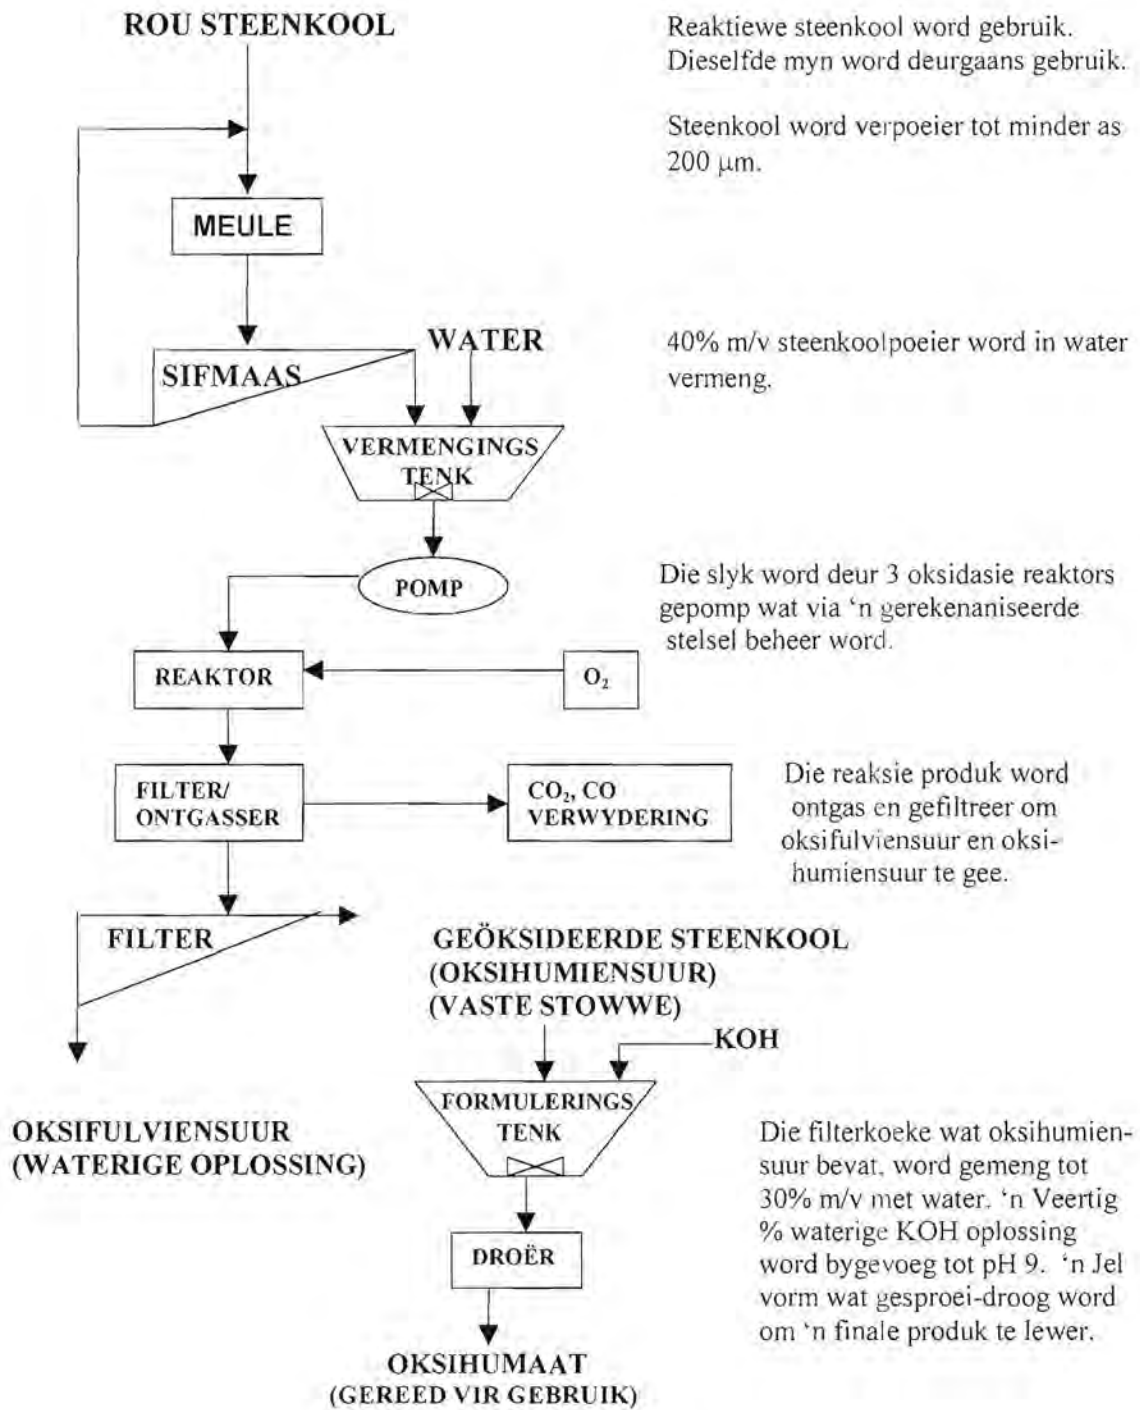 ROU STEENKOOL
Reaktiewe steenkool word gebruik.
Dieselfde myn word deurgaans gebruik.
Steenkool word verpoeier tot minder as
200 μm.
MEULE
WATER
40% m/v steenkoolpoeier word in water
vermeng.
SIFMAAS
VERMENGINGS
TENK
POMP
Die slyk word deur 3 oksidasie reaktors
gepomp wat via ‘n gerekenaniseerde
stelsel beheer word.
REAKTOR
O₂
FILTER/
ONTGASSER
CO₂, CO
VERWYDERING
Die reaksie produk word
ontgas en gefiltreer om
oksifulviensuur en oksi-
humiensuur te gee.
FILTER
GEÖKSIDEERDE STEENKOOL
(OKSIHUMIENSUUR)
(VASTE STOWWE)
KOH
FORMULERINGS
TENK
OKSIFULVIENSUUR
(WATERIGE OPLOSSING)
Die filterkoeke wat oksihumien-
suur bevat, word gemeng tot
30% m/v met water. ‘n Veertig
% waterige KOH oplossing
word bygevoeg tot pH 9. ‘n Jel
vorm wat gesproei-droog word
om ‘n finale produk te lewer.
DROËR
OKSIHUMAAT
(GEREED VIR GEBRUIK)